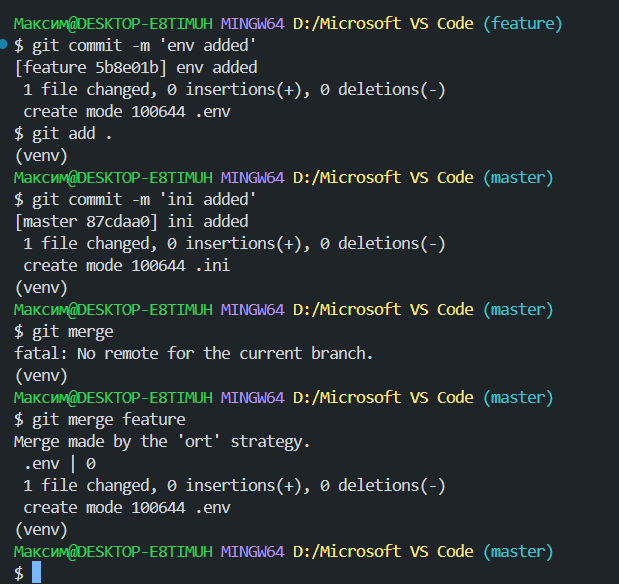 Максим@DESKTOP-E8TIMUH MINGW64 D:/Microsoft VS Code (feature)
$ git commit -m 'env added'
[feature 5b8e01b] env added
 1 file changed, 0 insertions(+), 0 deletions(-)
 create mode 100644 .env
$ git add .
(venv)
Максим@DESKTOP-E8TIMUH MINGW64 D:/Microsoft VS Code (master)
$ git commit -m 'ini added'
[master 87cdaa0] ini added
 1 file changed, 0 insertions(+), 0 deletions(-)
 create mode 100644 .ini
(venv)
Максим@DESKTOP-E8TIMUH MINGW64 D:/Microsoft VS Code (master)
$ git merge
fatal: No remote for the current branch.
(venv)
Максим@DESKTOP-E8TIMUH MINGW64 D:/Microsoft VS Code (master)
$ git merge feature
Merge made by the 'ort' strategy.
 .env | 0
 1 file changed, 0 insertions(+), 0 deletions(-)
 create mode 100644 .env
(venv)
Максим@DESKTOP-E8TIMUH MINGW64 D:/Microsoft VS Code (master)
$